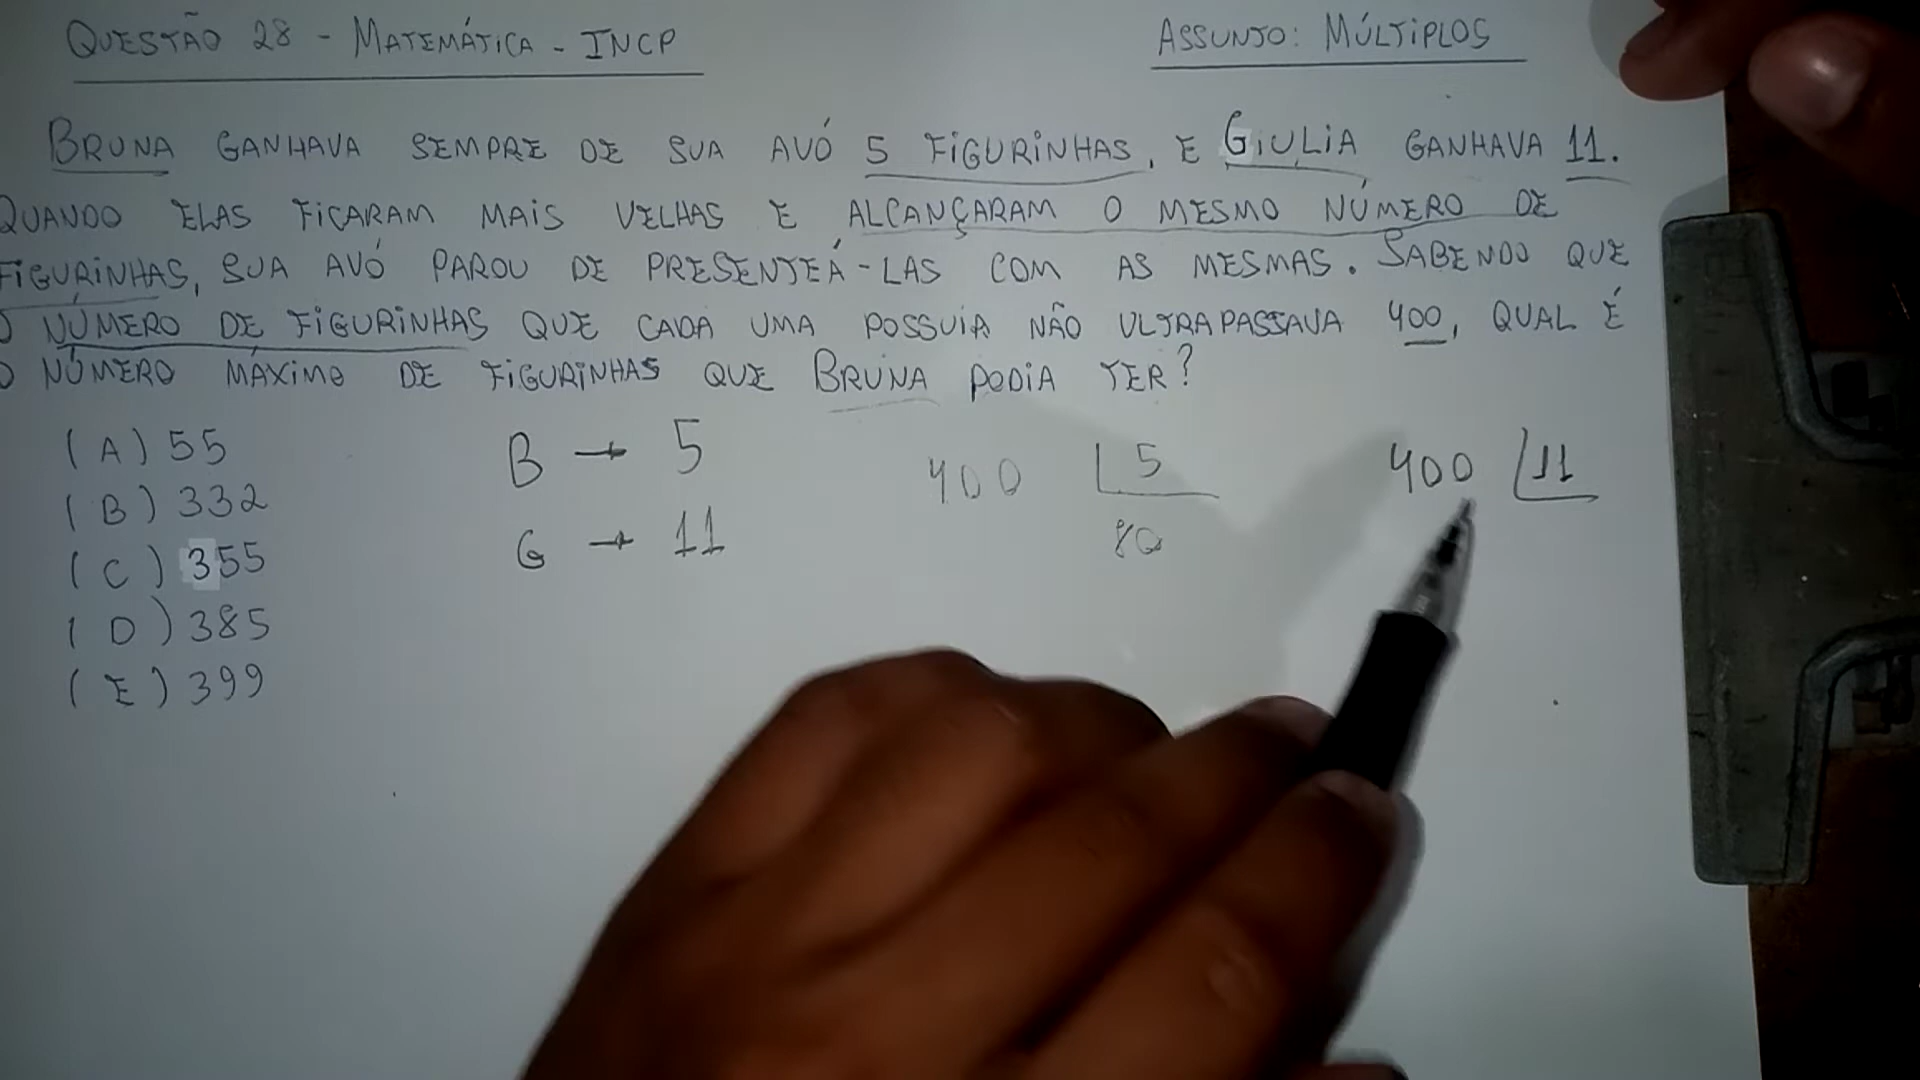 QUESTÃO 28 - MATEMÁTICA - INCP
ASSUNTO: MÚLTIPLOS
BRUNA GANHAVA SEMPRE DE SUA AVÓ 5 FIGURINHAS, E GIULIA GANHAVA 11.
QUANDO ELAS FICARAM MAIS VELHAS E ALCANÇARAM O MESMO NÚMERO DE
FIGURINHAS, SUA AVÓ PAROU DE PRESENTEÁ-LAS COM AS MESMAS. SABENDO QUE
O NÚMERO DE FIGURINHAS QUE CADA UMA POSSUIA NÃO ULTRAPASSAVA 400, QUAL É
O NÚMERO MÁXIMO DE FIGURINHAS QUE BRUNA PODIA TER?
(A) 55
(B) 332
(C) 355
(D) 385
(E) 399
B → 5
G → 11
400 5
80
400 11